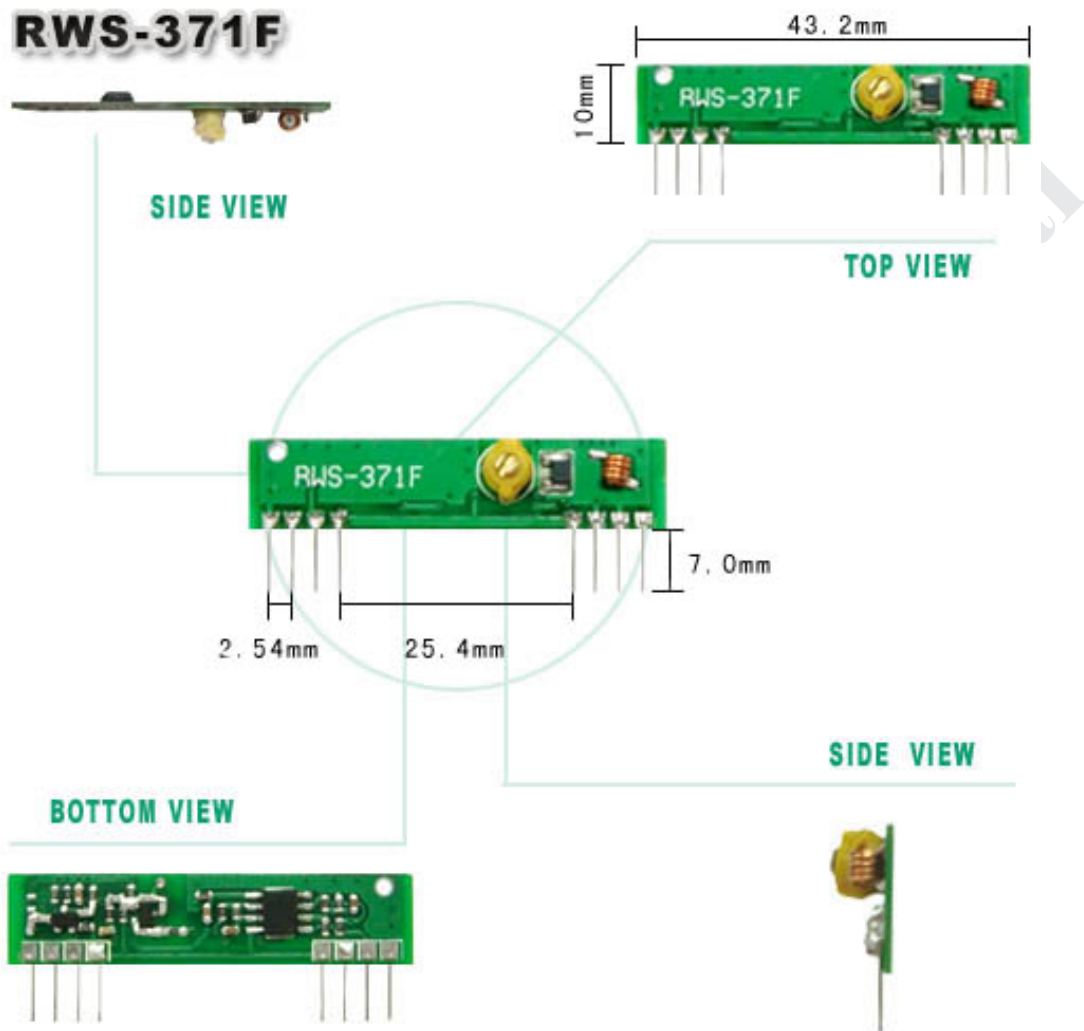 RWS-371F
43.2mm
10mm
RWS-371F
SIDE VIEW
TOP VIEW
RWS-371F
7.0mm
2.54mm
25.4mm
SIDE VIEW
BOTTOM VIEW